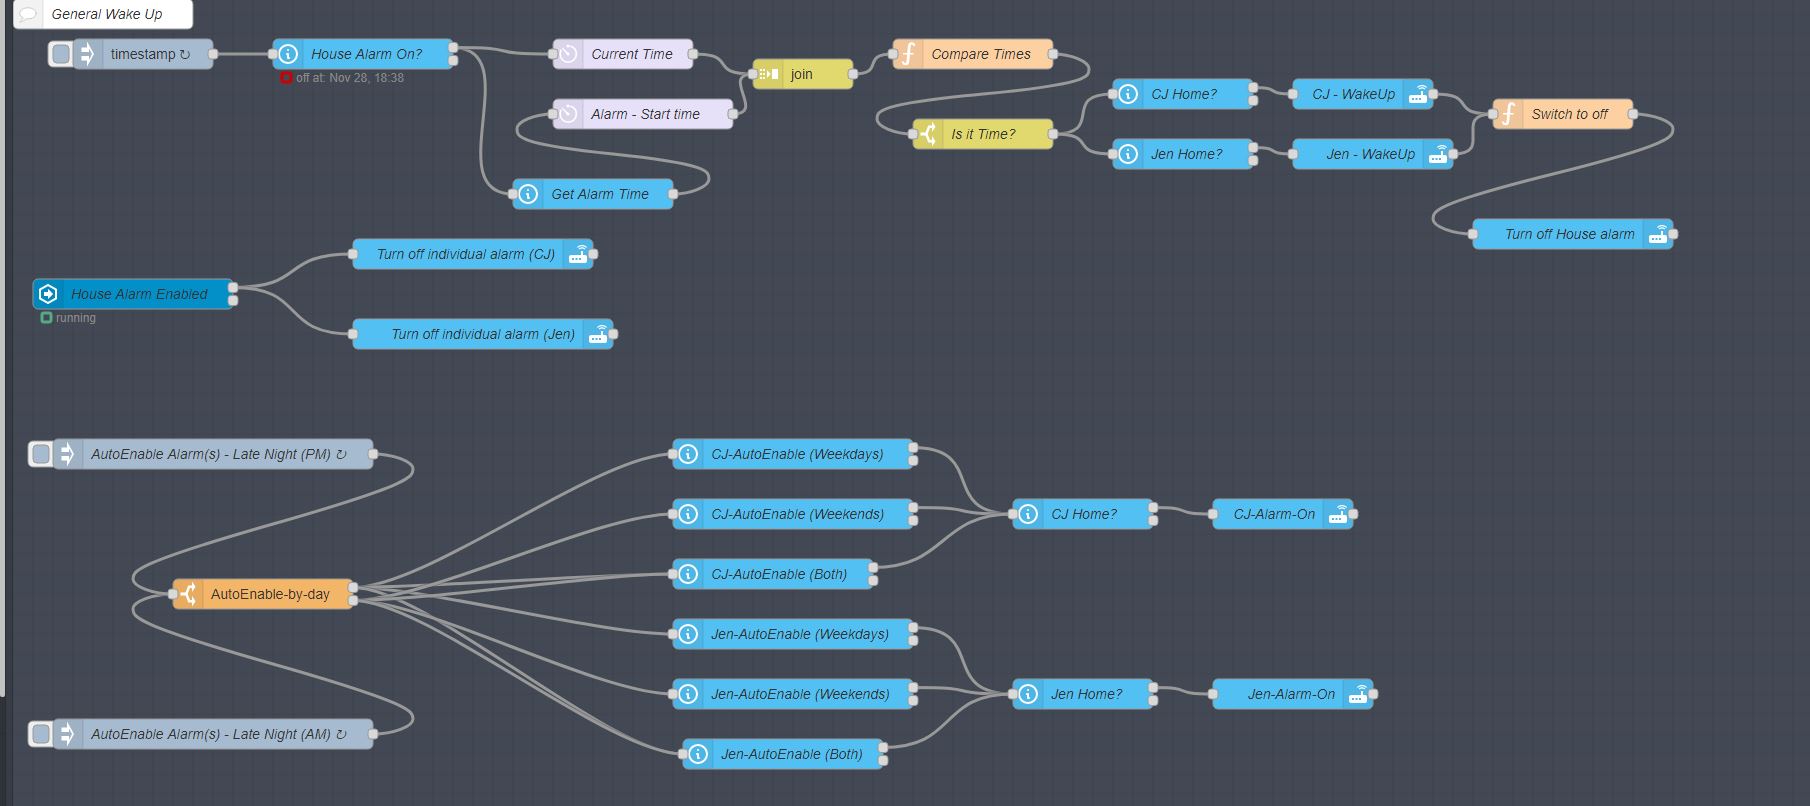 General Wake Up
timestamp ↻
House Alarm On?
off at: Nov 28, 18:38
Current Time
Alarm - Start time
join
Compare Times
Is it Time?
CJ Home?
CJ - WakeUp
Jen Home?
Jen - WakeUp
Switch to off
Get Alarm Time
Turn off House alarm
Turn off individual alarm (CJ)
House Alarm Enabled
running
Turn off individual alarm (Jen)
AutoEnable Alarm(s) - Late Night (PM) ↻
CJ-AutoEnable (Weekdays)
CJ-AutoEnable (Weekends)
CJ Home?
CJ-Alarm-On
CJ-AutoEnable (Both)
AutoEnable-by-day
Jen-AutoEnable (Weekdays)
Jen-AutoEnable (Weekends)
Jen Home?
Jen-Alarm-On
AutoEnable Alarm(s) - Late Night (AM) ↻
Jen-AutoEnable (Both)